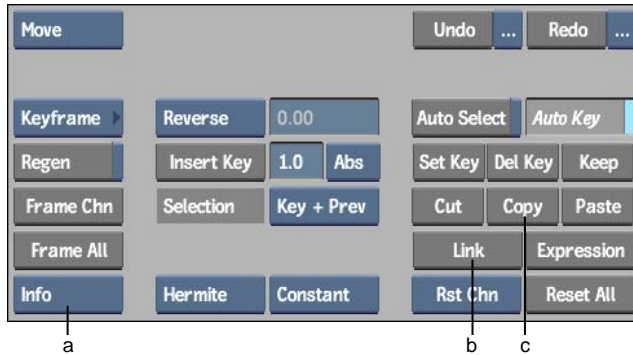 Move Undo ... Redo ...
Keyframe Reverse 0.00 Auto Select Auto Key
Regen Insert Key 1.0 Abs Set Key Del Key Keep
Frame Chn Selection Key + Prev Cut Copy Paste
Frame All Link Expression
Info Hermite Constant Rst Chn Reset All
a b c